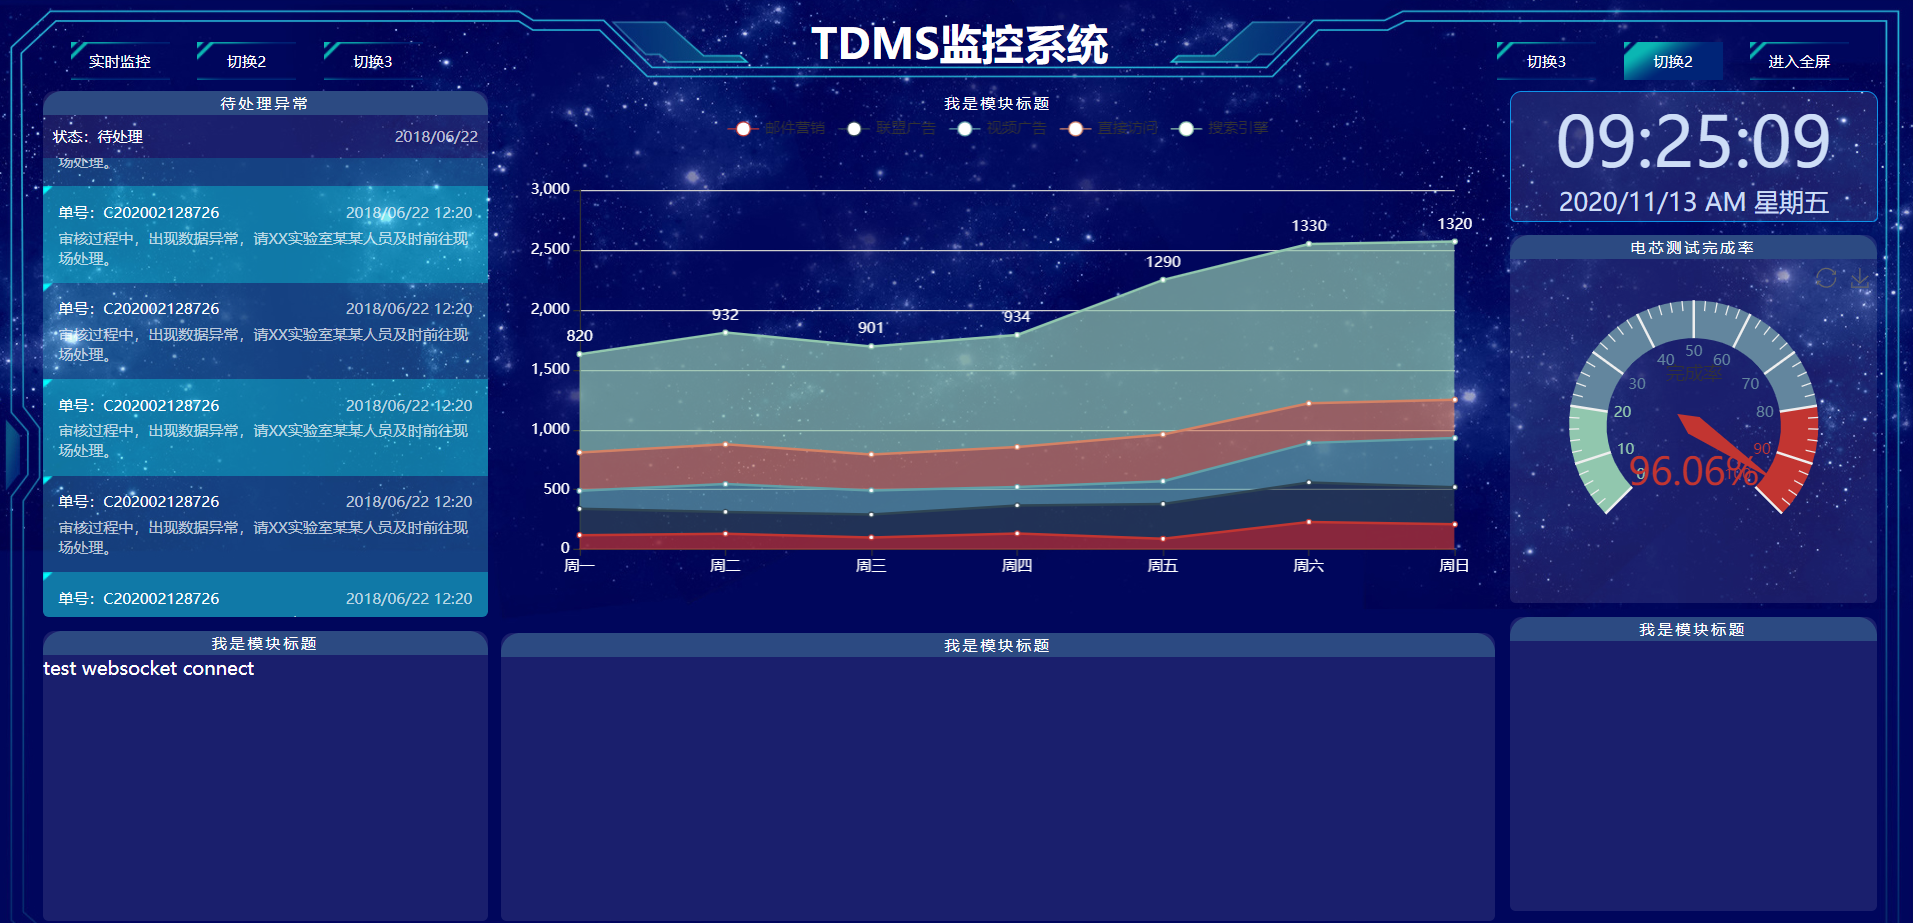 TDMS监控系统
实时监控
切换2
切换3
切换3
切换2
进入全屏
待处理异常
状态：待处理 2018/06/22
场处理。
单号：C202002128726 2018/06/22 12:20
审核过程中，出现数据异常，请XX实验室某某人员及时前往现
场处理。
单号：C202002128726 2018/06/22 12:20
审核过程中，出现数据异常，请XX实验室某某人员及时前往现
场处理。
单号：C202002128726 2018/06/22 12:20
审核过程中，出现数据异常，请XX实验室某某人员及时前往现
场处理。
单号：C202002128726 2018/06/22 12:20
审核过程中，出现数据异常，请XX实验室某某人员及时前往现
场处理。
单号：C202002128726 2018/06/22 12:20
我是模块标题
test websocket connect
我是模块标题
邮件营销 联盟广告 视频广告 直接访问 搜索引擎
3,000
2,500
2,000
1,500
1,000
500
0
820
932
901
934
1290
1330
1320
周一 周二 周三 周四 周五 周六 周日
我是模块标题
09:25:09
2020/11/13 AM 星期五
电芯测试完成率
0
10
20
30
40
50
60
70
80
90
100
完成率
96.06%
我是模块标题